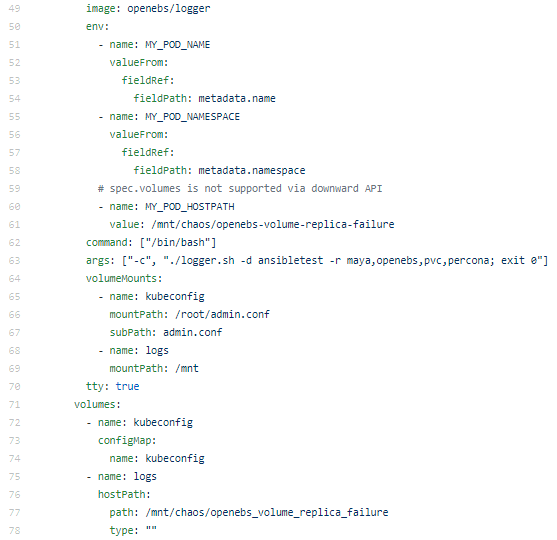 49 image: openebs/logger
50 env:
51 - name: MY_POD_NAME
52 valueFrom:
53 fieldRef:
54 fieldPath: metadata.name
55 - name: MY_POD_NAMESPACE
56 valueFrom:
57 fieldRef:
58 fieldPath: metadata.namespace
59 # spec.volumes is not supported via downward API
60 - name: MY_POD_HOSTPATH
61 value: /mnt/chaos/openebs-volume-replica-failure
62 command: ["/bin/bash"]
63 args: ["-c", "./logger.sh -d ansibletest -r maya,openebs,pvc,percona; exit 0"]
64 volumeMounts:
65 - name: kubeconfig
66 mountPath: /root/admin.conf
67 subPath: admin.conf
68 - name: logs
69 mountPath: /mnt
70 tty: true
71 volumes:
72 - name: kubeconfig
73 configMap:
74 name: kubeconfig
75 - name: logs
76 hostPath:
77 path: /mnt/chaos/openebs_volume_replica_failure
78 type: ""